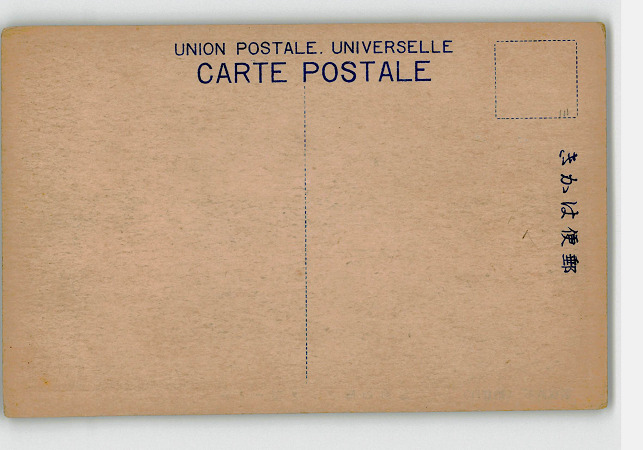 UNION POSTALE. UNIVERSELLE
CARTE POSTALE
きかは便郵